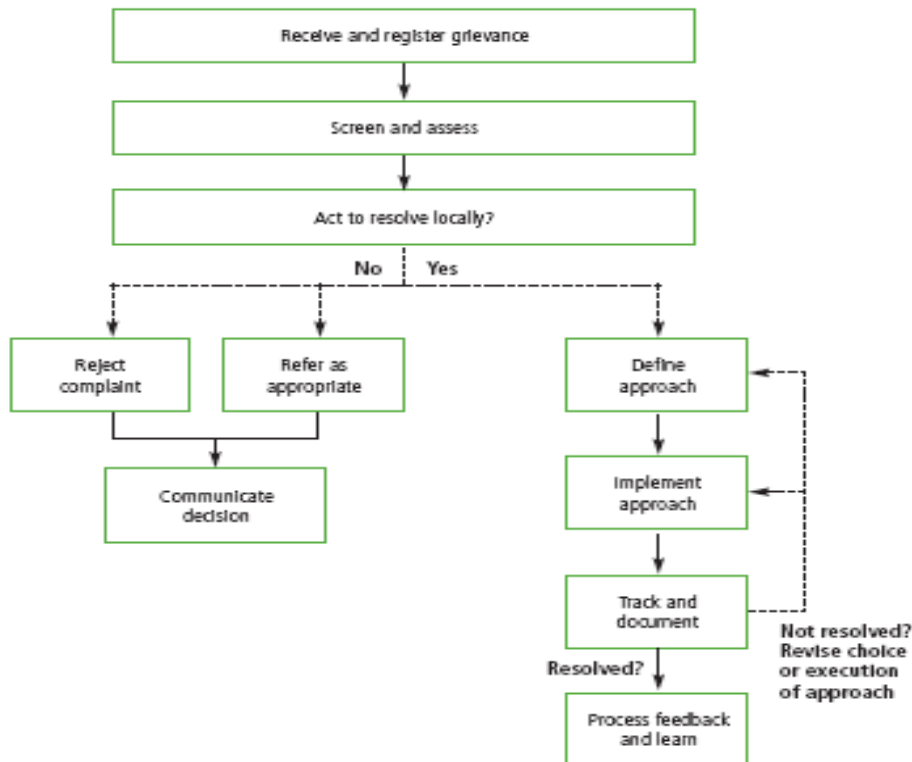 Receive and register grievance
Screen and assess
Act to resolve locally?
No Yes
Reject
complaint
Refer as
appropriate
Define
approach
Communicate
decision
Implement
approach
Track and
document
Not resolved?
Revise choice
or execution
of approach
Resolved?
Process feedback
and learn